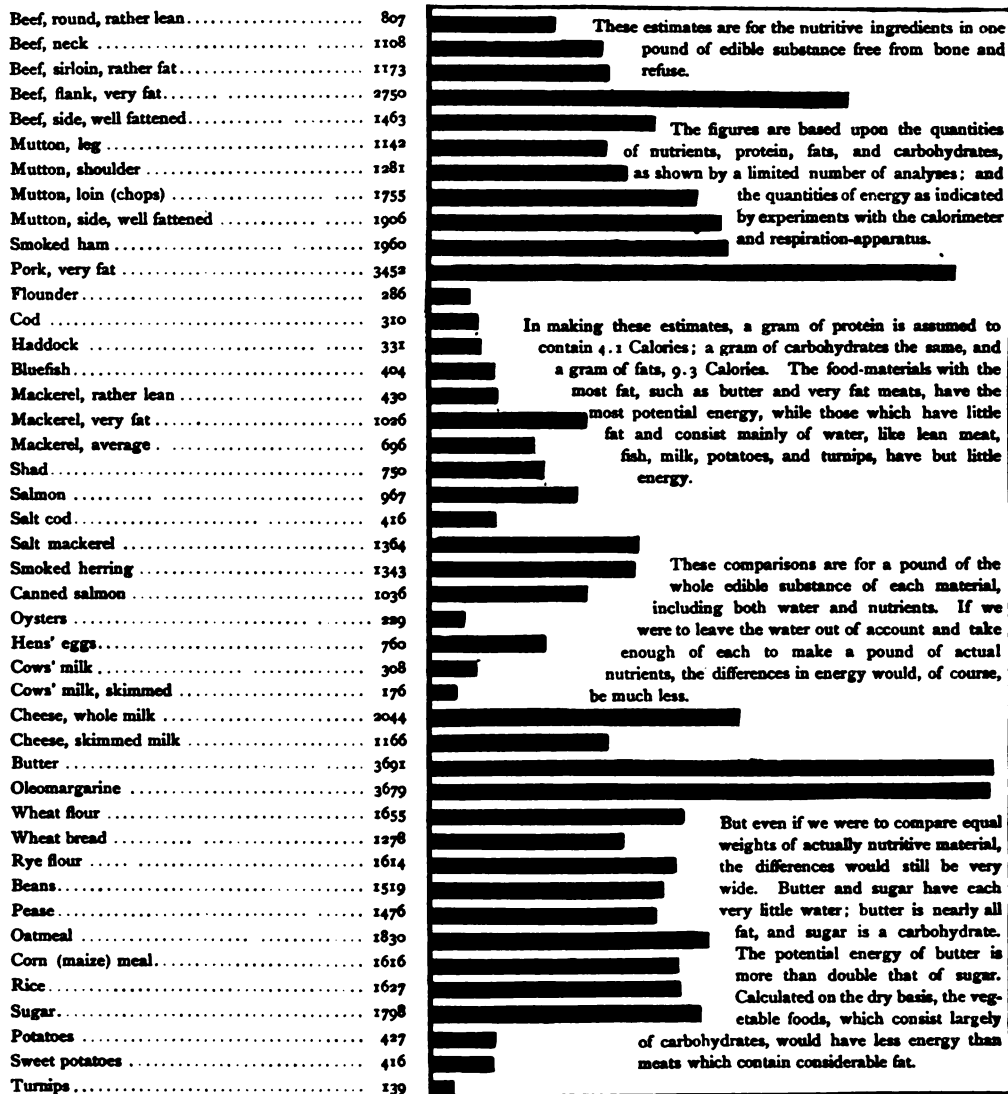 Beef, round, rather lean . . . . . . . . . . 807
Beef, neck . . . . . . . . . . 1108
Beef, sirloin, rather fat . . . . . . . . . . 1173
Beef, flank, very fat . . . . . . . . . . 2750
Beef, side, well fattened . . . . . . . . . . 1463
Mutton, leg . . . . . . . . . . 1142
Mutton, shoulder . . . . . . . . . . 1281
Mutton, loin (chops) . . . . . . . . . . 1755
Mutton, side, well fattened . . . . . . . . . . 1906
Smoked ham . . . . . . . . . . 1960
Pork, very fat . . . . . . . . . . 3452
Flounder . . . . . . . . . . 286
Cod . . . . . . . . . . 310
Haddock . . . . . . . . . . 331
Bluefish . . . . . . . . . . 404
Mackerel, rather lean . . . . . . . . . . 430
Mackerel, very fat . . . . . . . . . . 1026
Mackerel, average . . . . . . . . . . 696
Shad . . . . . . . . . . 750
Salmon . . . . . . . . . . 967
Salt cod . . . . . . . . . . 416
Salt mackerel . . . . . . . . . . 1364
Smoked herring . . . . . . . . . . 1343
Canned salmon . . . . . . . . . . 1036
Oysters . . . . . . . . . . 229
Hens' eggs . . . . . . . . . . 760
Cows' milk . . . . . . . . . . 308
Cows' milk, skimmed . . . . . . . . . . 176
Cheese, whole milk . . . . . . . . . . 2044
Cheese, skimmed milk . . . . . . . . . . 1166
Butter . . . . . . . . . . 3691
Oleomargarine . . . . . . . . . . 3679
Wheat flour . . . . . . . . . . 1655
Wheat bread . . . . . . . . . . 1278
Rye flour . . . . . . . . . . 1614
Beans . . . . . . . . . . 1519
Pease . . . . . . . . . . 1476
Oatmeal . . . . . . . . . . 1830
Corn (maize) meal . . . . . . . . . . 1616
Rice . . . . . . . . . . 1627
Sugar . . . . . . . . . . 1798
Potatoes . . . . . . . . . . 427
Sweet potatoes . . . . . . . . . . 416
Turnips . . . . . . . . . . 139
These estimates are for the nutritive ingredients in one
pound of edible substance free from bone and
refuse.
The figures are based upon the quantities
of nutrients, protein, fats, and carbohydrates,
as shown by a limited number of analyses; and
the quantities of energy as indicated
by experiments with the calorimeter
and respiration-apparatus.
In making these estimates, a gram of protein is assumed to
contain 4.1 Calories; a gram of carbohydrates the same, and
a gram of fats, 9.3 Calories. The food-materials with the
most fat, such as butter and very fat meats, have the
most potential energy, while those which have little
fat and consist mainly of water, like lean meat,
fish, milk, potatoes, and turnips, have but little
energy.
These comparisons are for a pound of the
whole edible substance of each material,
including both water and nutrients. If we
were to leave the water out of account and take
enough of each to make a pound of actual
nutrients, the differences in energy would, of course,
be much less.
But even if we were to compare equal
weights of actually nutritive material,
the differences would still be very
wide. Butter and sugar have each
very little water; butter is nearly all
fat, and sugar is a carbohydrate.
The potential energy of butter is
more than double that of sugar.
Calculated on the dry basis, the veg-
etable foods, which consist largely
of carbohydrates, would have less energy than
meats which contain considerable fat.